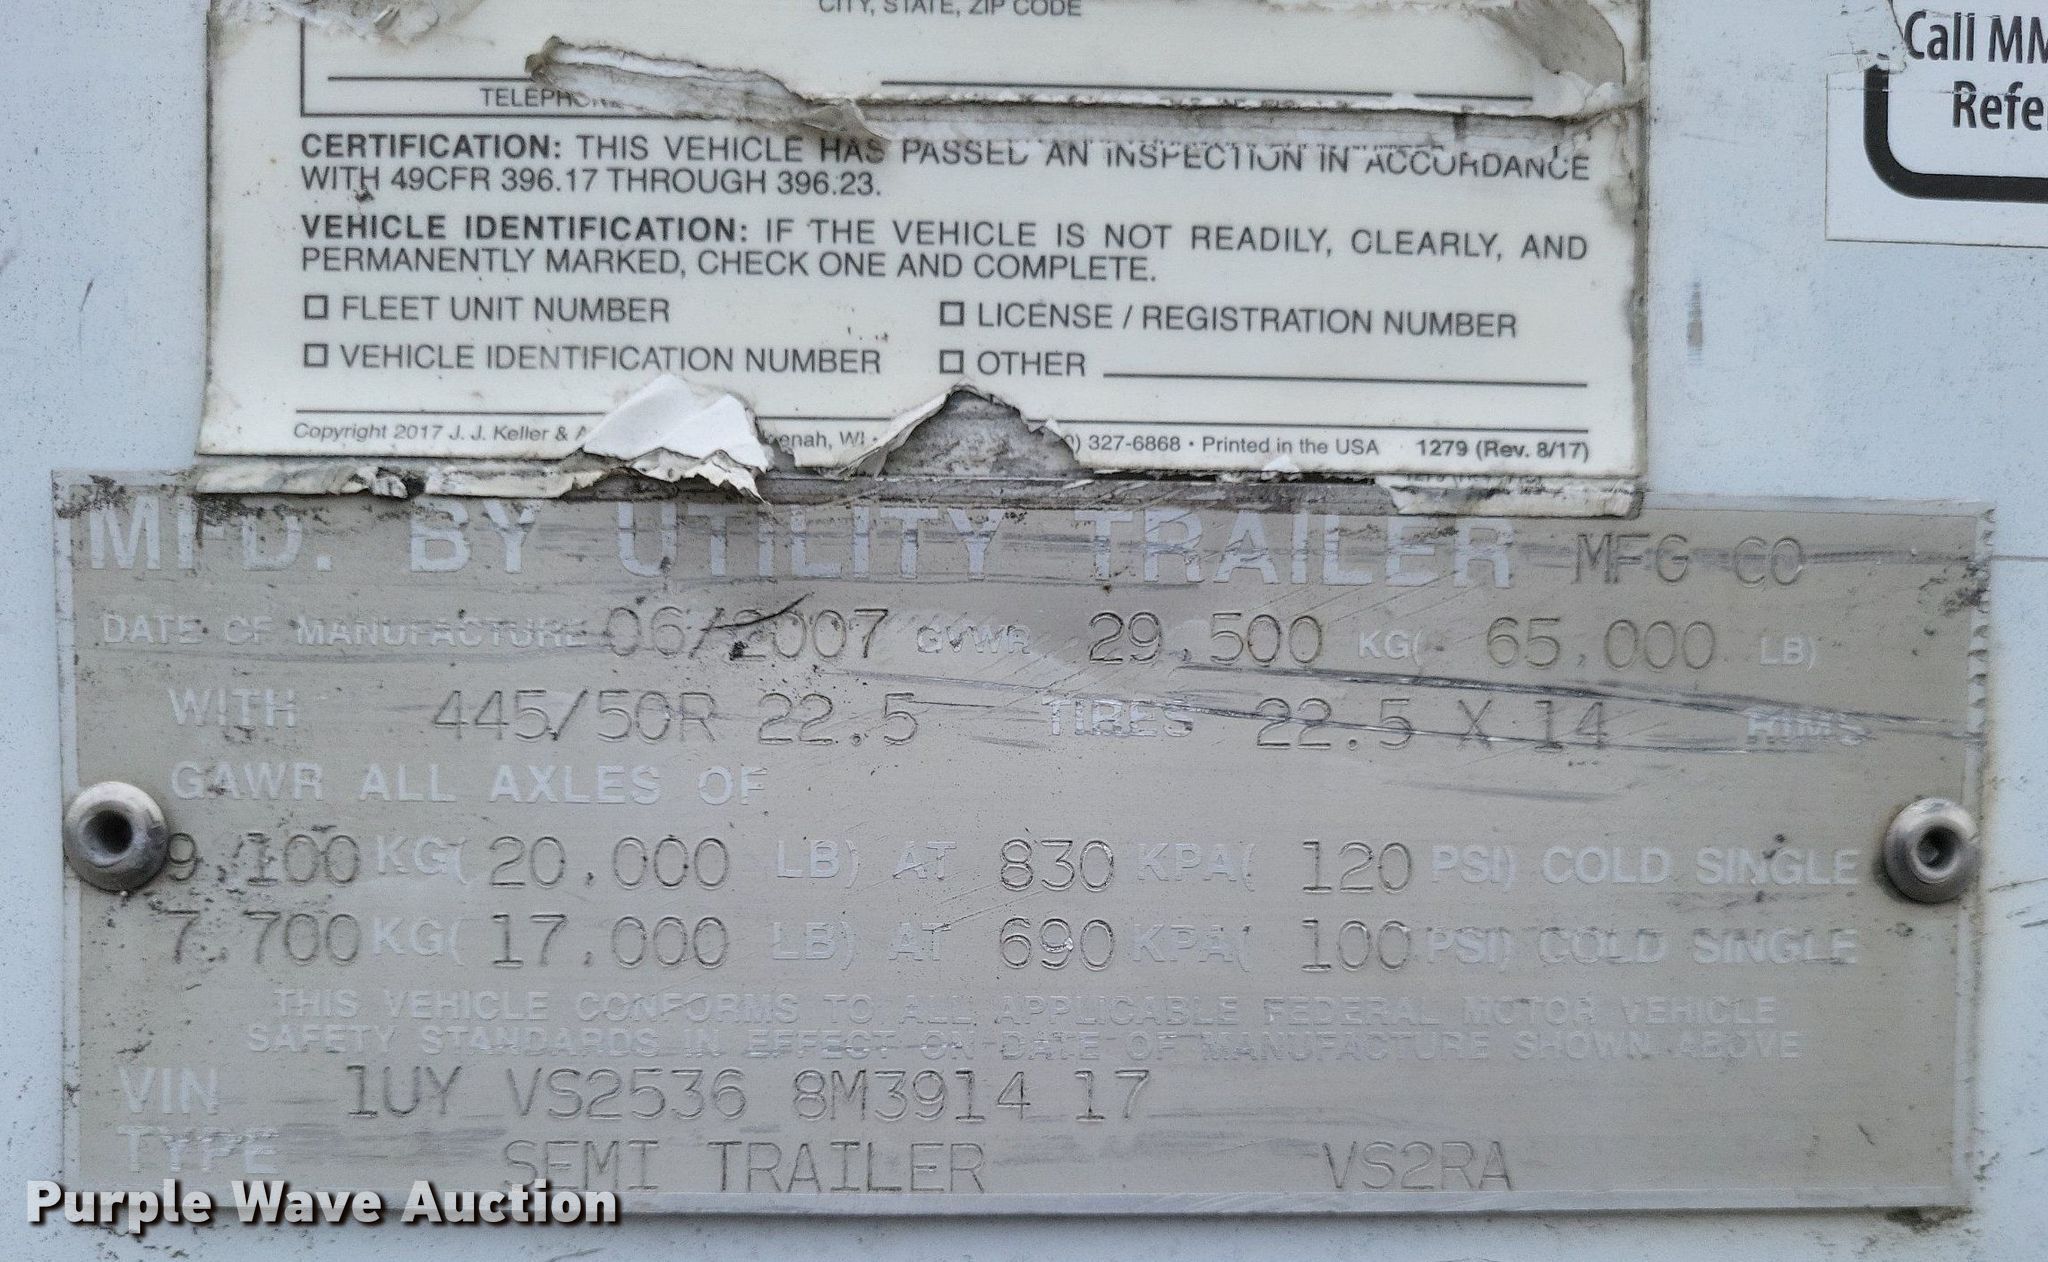 CITY, STATE, ZIP CODE
Call MM
Refe
CERTIFICATION: THIS VEHICLE HAS PASSED AN INSPECTION IN ACCORDANCE
WITH 49CFR 396.17 THROUGH 396.23.
VEHICLE IDENTIFICATION: IF THE VEHICLE IS NOT READILY, CLEARLY, AND
PERMANENTLY MARKED, CHECK ONE AND COMPLETE.
FLEET UNIT NUMBER
LICENSE / REGISTRATION NUMBER
VEHICLE IDENTIFICATION NUMBER
OTHER
Copyright 2017 J. J. Keller & A enah, WI • 0) 327-6868 • Printed in the USA 1279 (Rev. 8/17)
MFD. BY UTILITY TRAILER MFG CO
DATE OF MANUFACTURE 06/2007 GVWR 29,500 KG( 65,000 LB)
WITH 445/50R 22.5 TIRES 22.5 X 14 RIMS
GAWR ALL AXLES OF
9,100 KG( 20,000 LB) AT 830 KPA( 120 PSI) COLD SINGLE
7,700 KG( 17,000 LB) AT 690 KPA( 100 PSI) COLD SINGLE
THIS VEHICLE CONFORMS TO ALL APPLICABLE FEDERAL MOTOR VEHICLE
SAFETY STANDARDS IN EFFECT ON DATE OF MANUFACTURE SHOWN ABOVE
VIN 1UY VS2536 8M3914 17
TYPE SEMI TRAILER VS2RA
Purple Wave Auction